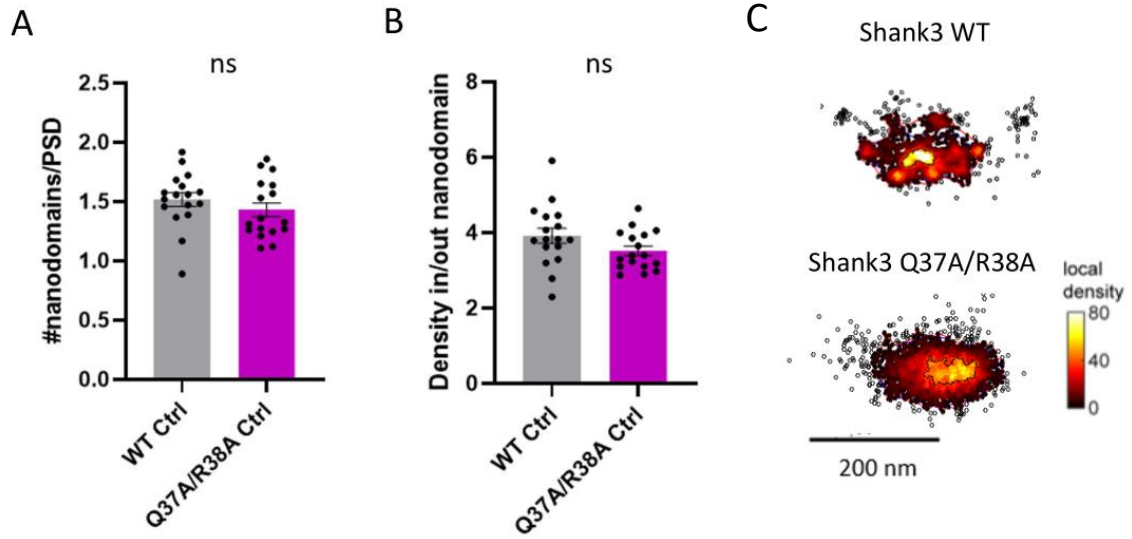 A
ns
#nanodomains/PSD
2.5
2.0
1.5
1.0
0.5
0.0
WT Ctrl
Q37A/R38A Ctrl
B
ns
Density in/out nanodomain
8
6
4
2
0
WT Ctrl
Q37A/R38A Ctrl
C
Shank3 WT
Shank3 Q37A/R38A
local
density
80
40
0
200 nm